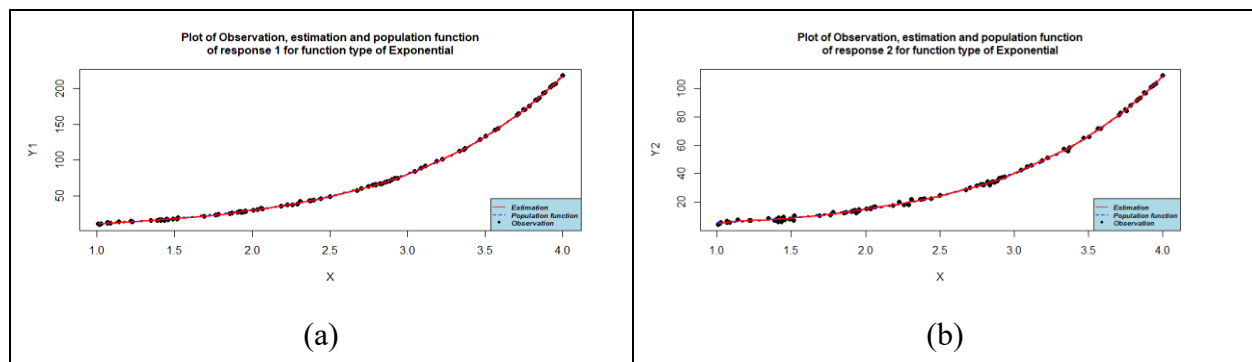 Plot of Observation, estimation and population function
of response 1 for function type of Exponential
Y1
200
150
100
50
1.0 1.5 2.0 2.5 3.0 3.5 4.0
X
Estimation
Population function
Observation
(a)
Plot of Observation, estimation and population function
of response 2 for function type of Exponential
Y2
100
80
60
40
20
1.0 1.5 2.0 2.5 3.0 3.5 4.0
X
Estimation
Population function
Observation
(b)